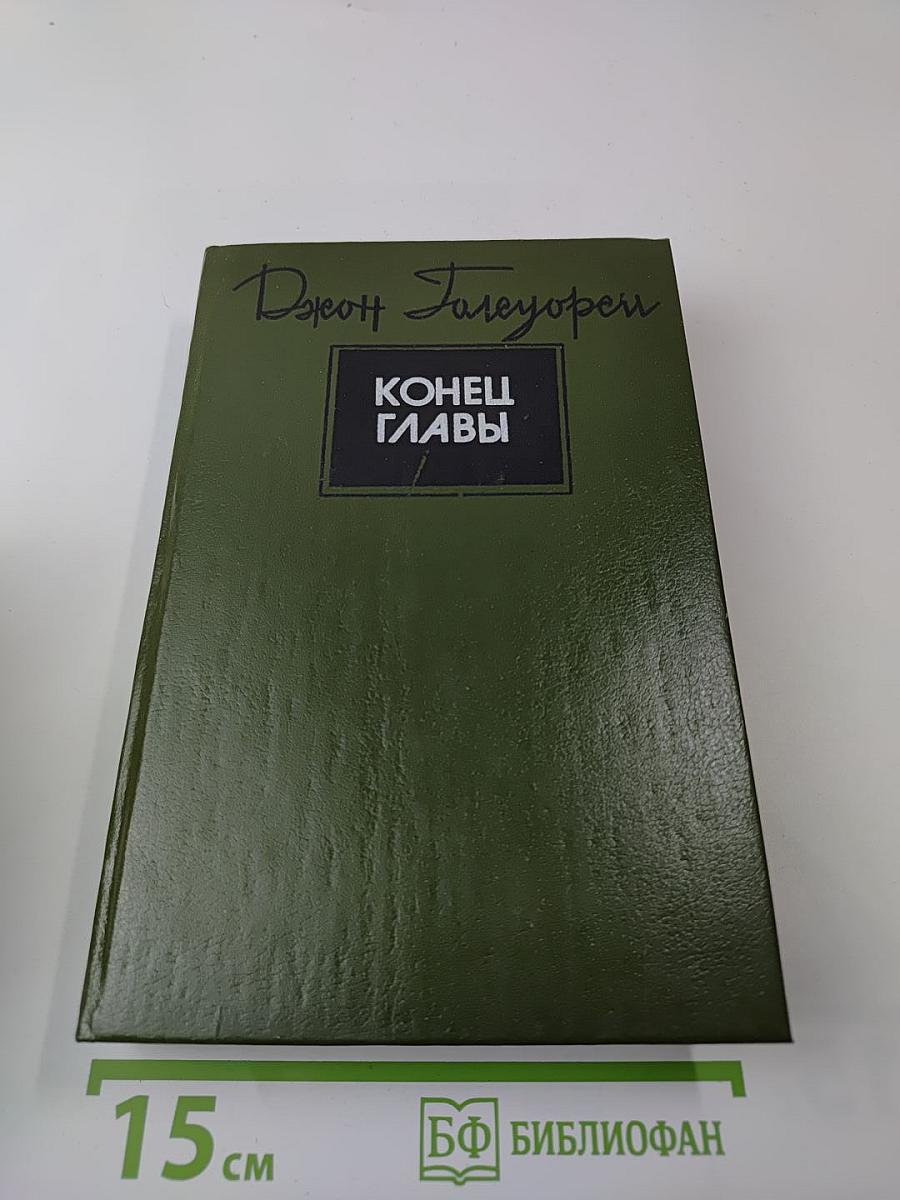 Джон Голсуорси
КОНЕЦ
ГЛАВЫ
15 см
БФ БИБЛИОФАН